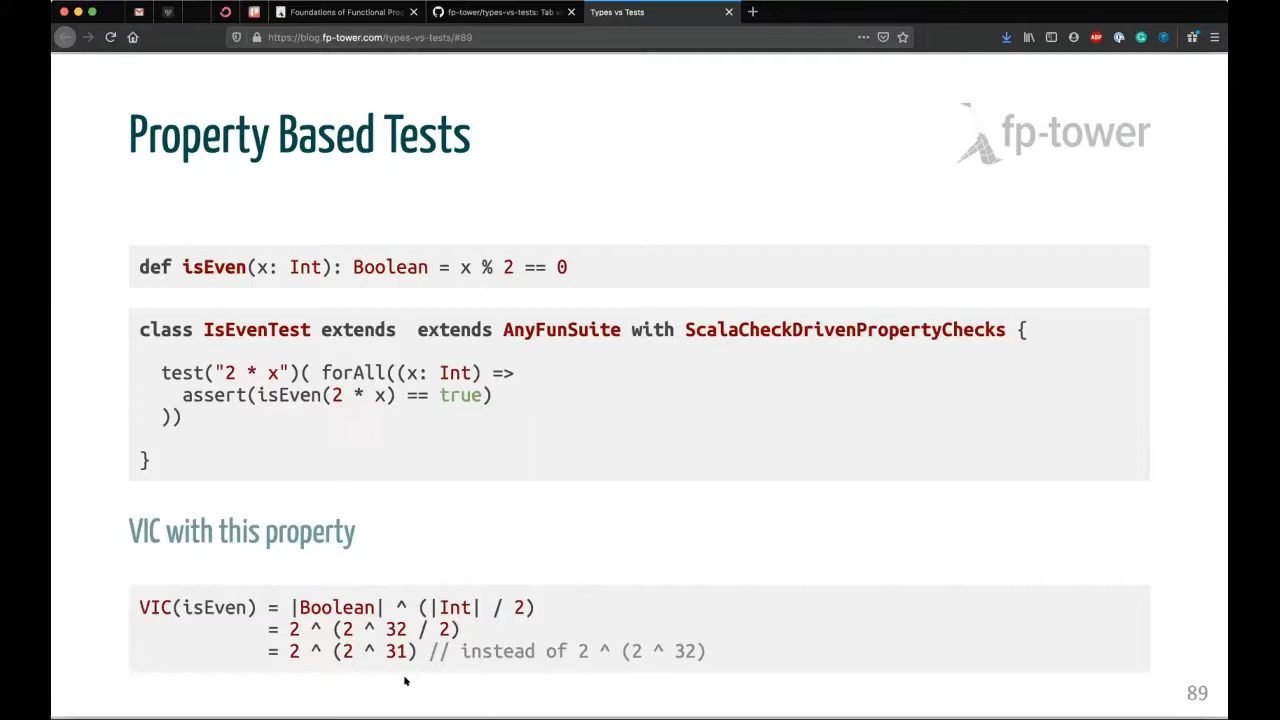 Foundations of Functional Pro
fp-tower/types-vs-tests: Tab v
Types vs Tests
https://blog.fp-tower.com/types-vs-tests/#89
ABP
Property Based Tests
fp-tower
def isEven(x: Int): Boolean = x % 2 == 0
class IsEvenTest extends  extends AnyFunSuite with ScalaCheckDrivenPropertyChecks {
test("2 * x")( forAll((x: Int) =>
assert(isEven(2 * x) == true)
))
}
VIC with this property
VIC(isEven) = |Boolean| ^ (|Int| / 2)
= 2 ^ (2 ^ 32 / 2)
= 2 ^ (2 ^ 31) // instead of 2 ^ (2 ^ 32)
89